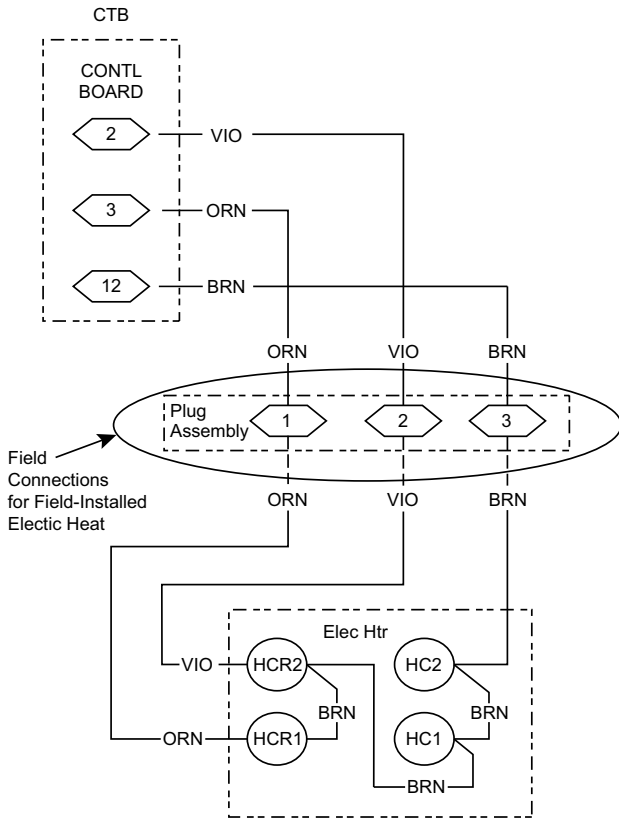 CTB
CONTL
BOARD
2
VIO
3
ORN
12
BRN
ORN
VIO
BRN
Plug
Assembly
1
2
3
Field
Connections
for Field-Installed
Electic Heat
ORN
VIO
BRN
Elec Htr
VIO
HCR2
HC2
BRN
BRN
ORN
HCR1
HC1
BRN